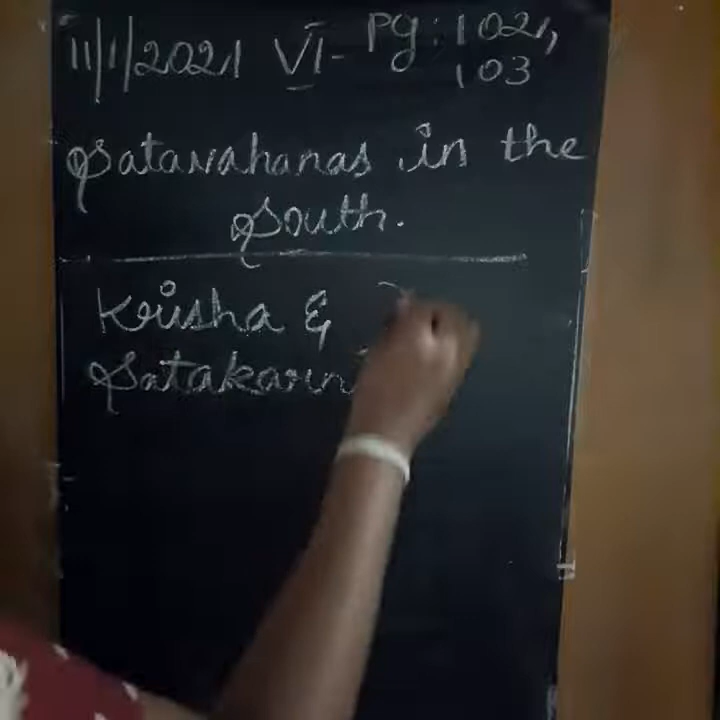 11/1/2021 VI- Pg: 102,
103
Satavahanas in the
South.
Krisha &
Satakarni